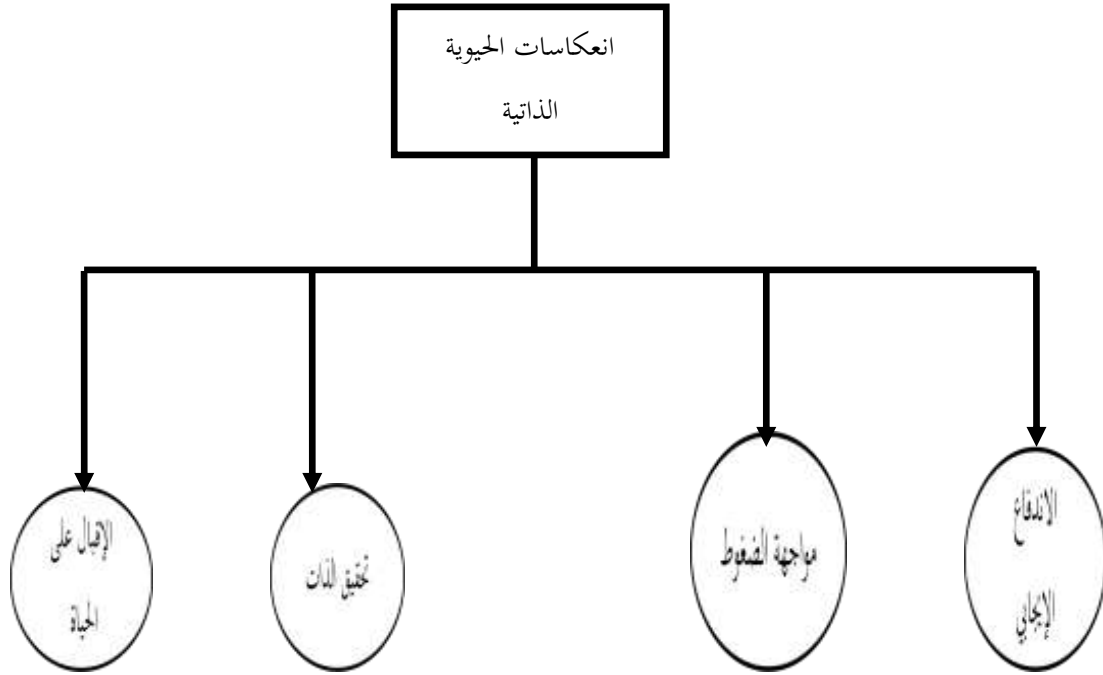 انعكاسات الحيوية
الذاتية
الاندفاع
الإيجابي
مواجهة الضغوط
تحقيق الذات
الإقبال على
الحياة